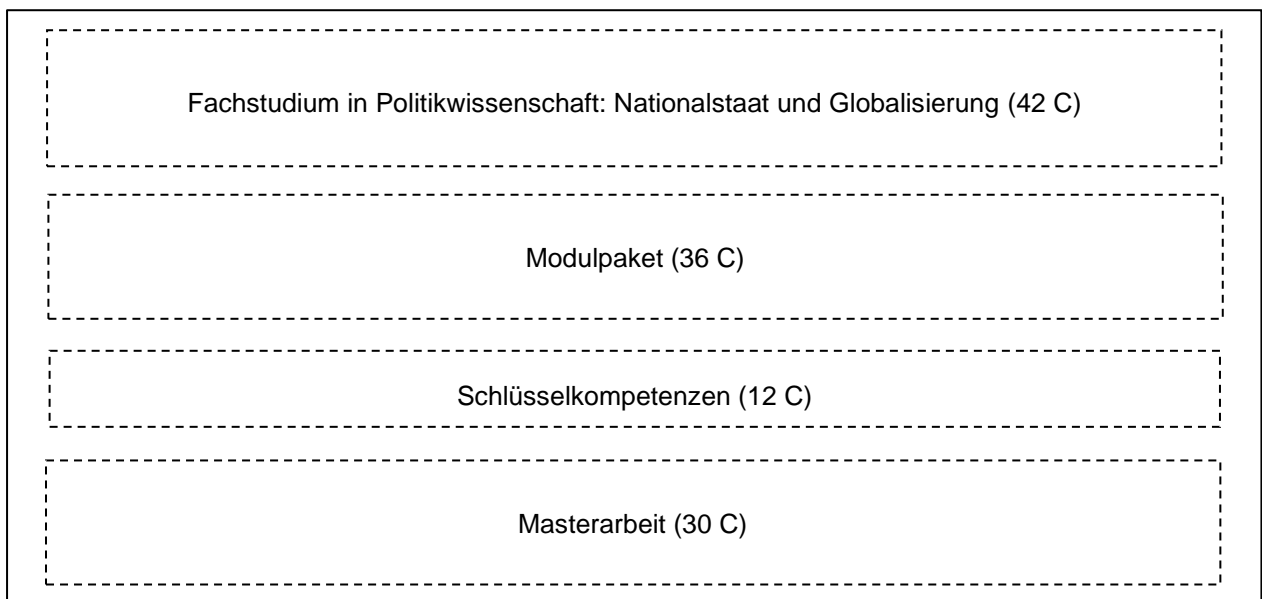 Fachstudium in Politikwissenschaft: Nationalstaat und Globalisierung (42 C)
Modulpaket (36 C)
Schlüsselkompetenzen (12 C)
Masterarbeit (30 C)